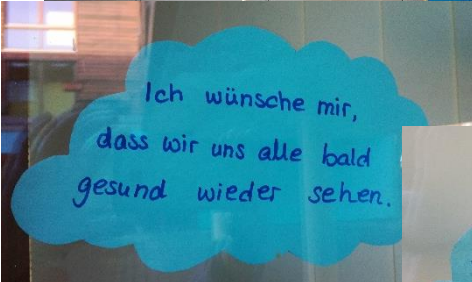 Ich wünsche mir,
dass wir uns alle bald
gesund wieder sehen.